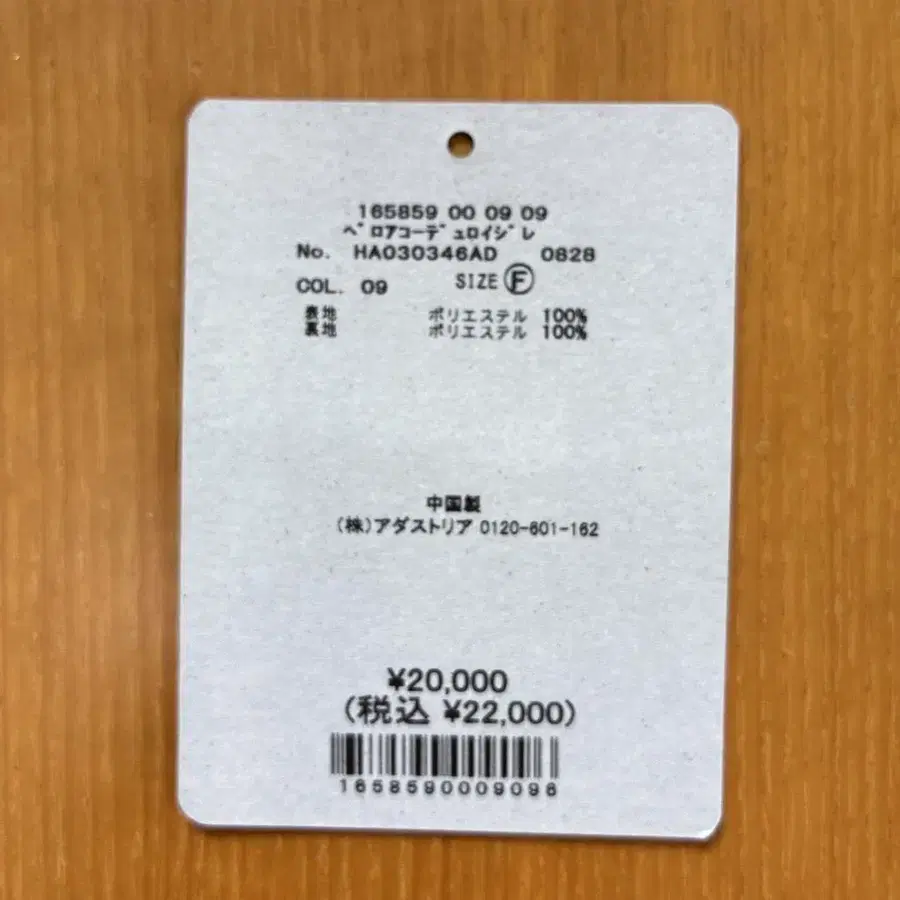 165859 00 09 09
ﾍﾞﾛｱｺｰﾃﾞｭﾛｲｼﾞﾚ
No. HA030346AD 0828
COL. 09 SIZE Ⓕ
表地 ポリエステル 100%
裏地 ポリエステル 100%
中国製
(株)アダストリア 0120-601-162
¥20,000
(税込 ¥22,000)
1658590009096